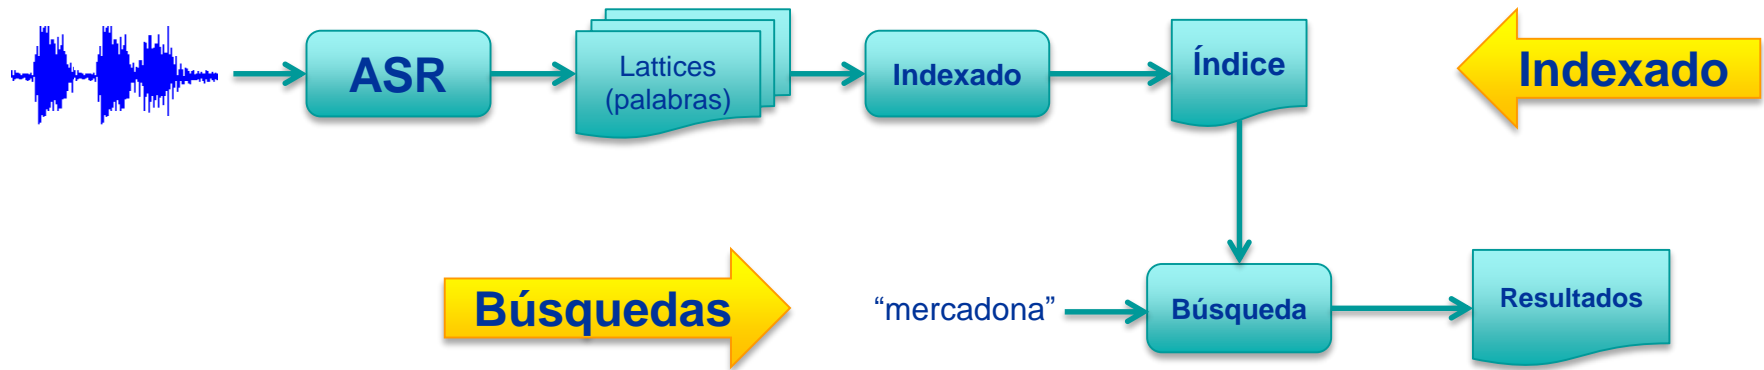 ASR
Lattices
(palabras)
Indexado
Índice
Indexado
Búsquedas
“mercadona”
Búsqueda
Resultados